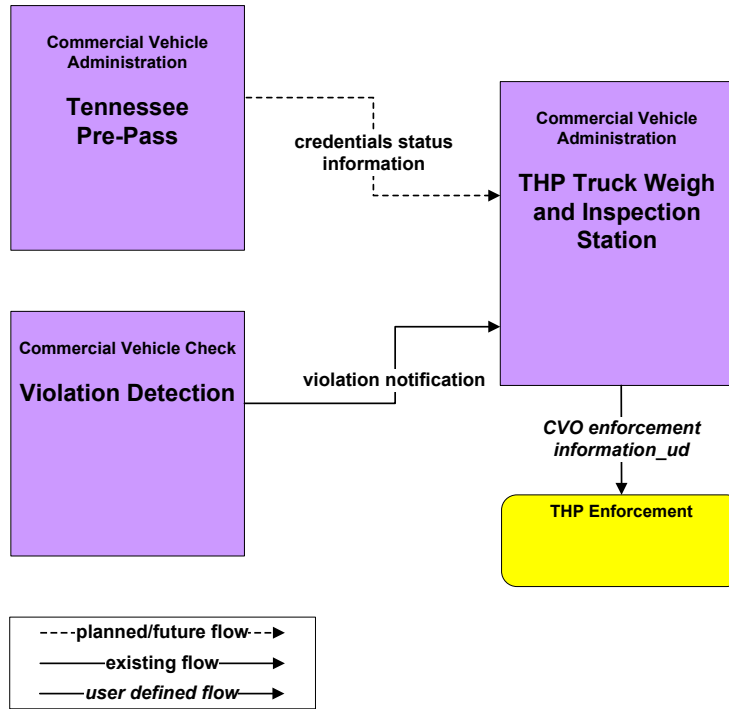 Commercial Vehicle
Administration
Tennessee
Pre-Pass
credentials status
information
Commercial Vehicle
Administration
THP Truck Weigh
and Inspection
Station
Commercial Vehicle Check
Violation Detection
violation notification
CVO enforcement
information_ud
THP Enforcement
planned/future flow
existing flow
user defined flow